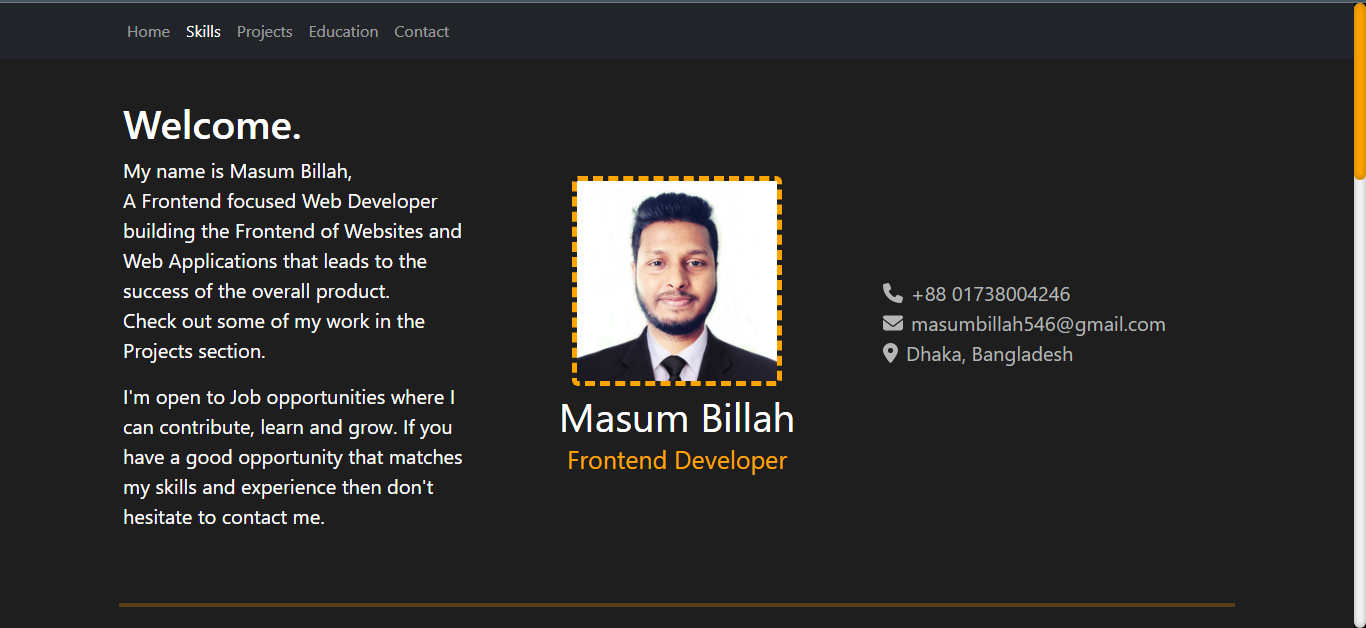 Home Skills Projects Education Contact
Welcome.
My name is Masum Billah,
A Frontend focused Web Developer
building the Frontend of Websites and
Web Applications that leads to the
success of the overall product.
Check out some of my work in the
Projects section.
I'm open to Job opportunities where I
can contribute, learn and grow. If you
have a good opportunity that matches
my skills and experience then don't
hesitate to contact me.
Masum Billah
Frontend Developer
+88 01738004246
masumbillah546@gmail.com
Dhaka, Bangladesh